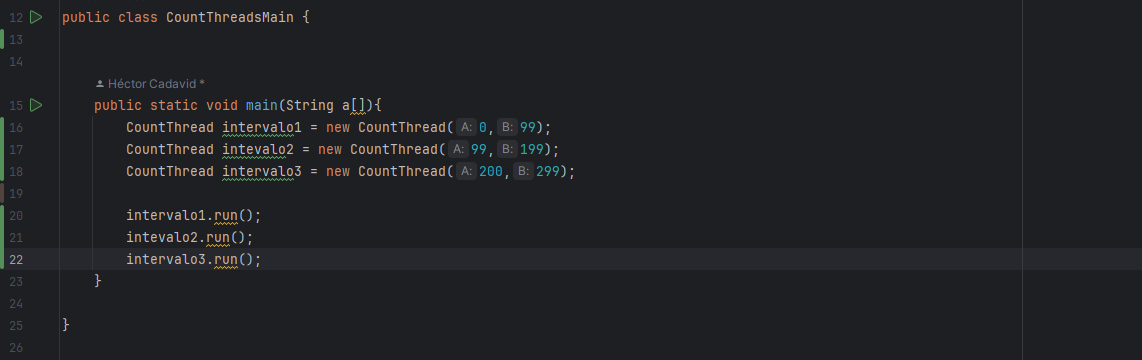 12 public class CountThreadsMain {
13
14
Héctor Cadavid *
15 public static void main(String a[]){
16 CountThread intervalo1 = new CountThread( A: 0, B: 99);
17 CountThread intevalo2 = new CountThread( A: 99, B: 199);
18 CountThread intervalo3 = new CountThread( A: 200, B: 299);
19
20 intervalo1.run();
21 intevalo2.run();
22 intervalo3.run();
23 }
24
25 }
26